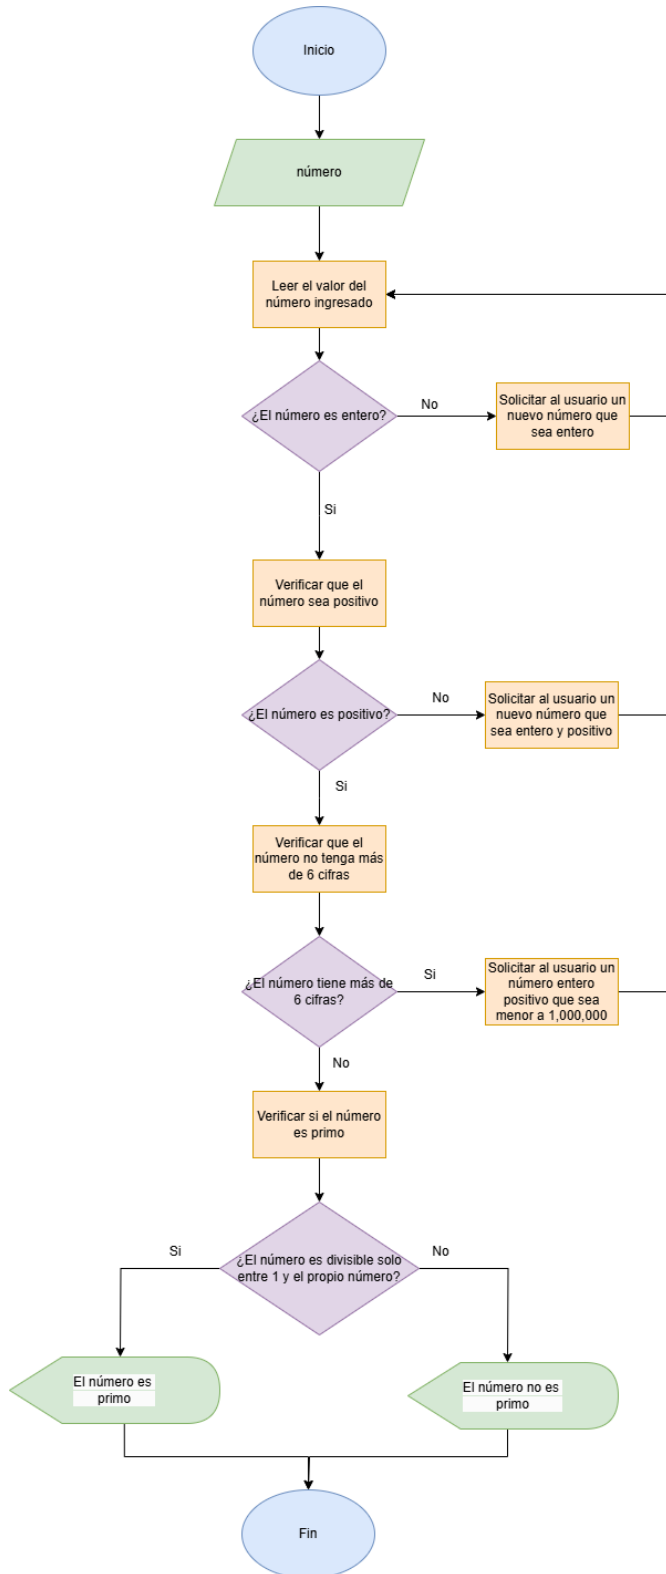 Inicio
número
Leer el valor del
número ingresado
¿El número es entero?
No
Solicitar al usuario un
nuevo número que
sea entero
Si
Verificar que el
número sea positivo
¿El número es positivo?
No
Solicitar al usuario un
nuevo número que
sea entero y positivo
Si
Verificar que el
número no tenga más
de 6 cifras
¿El número tiene más de
6 cifras?
Si
Solicitar al usuario un
número entero
positivo que sea
menor a 1,000,000
No
Verificar si el número
es primo
¿El número es divisible solo
entre 1 y el propio número?
Si
No
El número es
primo
El número no es
primo
Fin